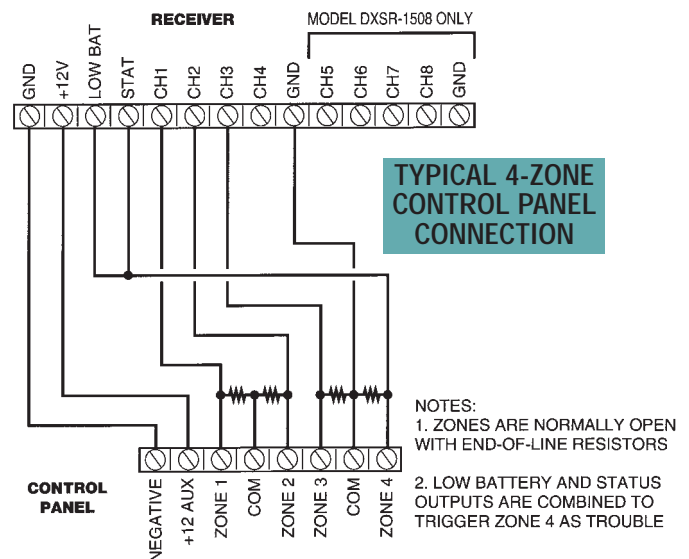 RECEIVER
MODEL DXSR-1508 ONLY
GND
+12V
LOW BAT
STAT
CH1
CH2
CH3
CH4
GND
CH5
CH6
CH7
CH8
GND
TYPICAL 4-ZONE
CONTROL PANEL
CONNECTION
NOTES:
1. ZONES ARE NORMALLY OPEN
WITH END-OF-LINE RESISTORS
2. LOW BATTERY AND STATUS
OUTPUTS ARE COMBINED TO
TRIGGER ZONE 4 AS TROUBLE
CONTROL
PANEL
NEGATIVE
+12 AUX
ZONE 1
COM
ZONE 2
ZONE 3
COM
ZONE 4